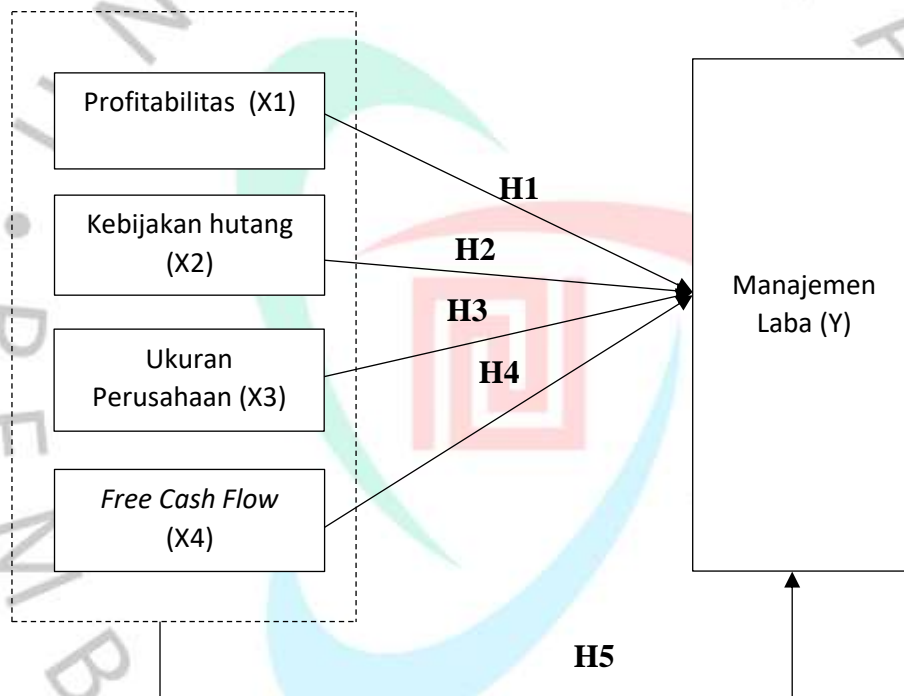 Profitabilitas (X1)
Kebijakan hutang
(X2)
Ukuran
Perusahaan (X3)
Free Cash Flow
(X4)
H1
H2
H3
H4
Manajemen
Laba (Y)
H5